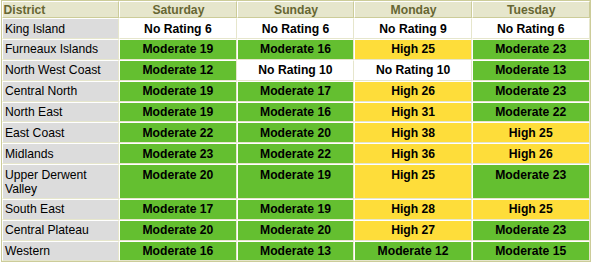 District Saturday Sunday Monday Tuesday
King Island No Rating 6 No Rating 6 No Rating 9 No Rating 6
Furneaux Islands Moderate 19 Moderate 16 High 25 Moderate 23
North West Coast Moderate 12 No Rating 10 No Rating 10 Moderate 13
Central North Moderate 19 Moderate 17 High 26 Moderate 23
North East Moderate 19 Moderate 16 High 31 Moderate 22
East Coast Moderate 22 Moderate 20 High 38 High 25
Midlands Moderate 23 Moderate 22 High 36 High 26
Upper Derwent Moderate 20 Moderate 19 High 25 Moderate 23
Valley
South East Moderate 17 Moderate 19 High 28 High 25
Central Plateau Moderate 20 Moderate 20 High 27 Moderate 23
Western Moderate 16 Moderate 13 Moderate 12 Moderate 15